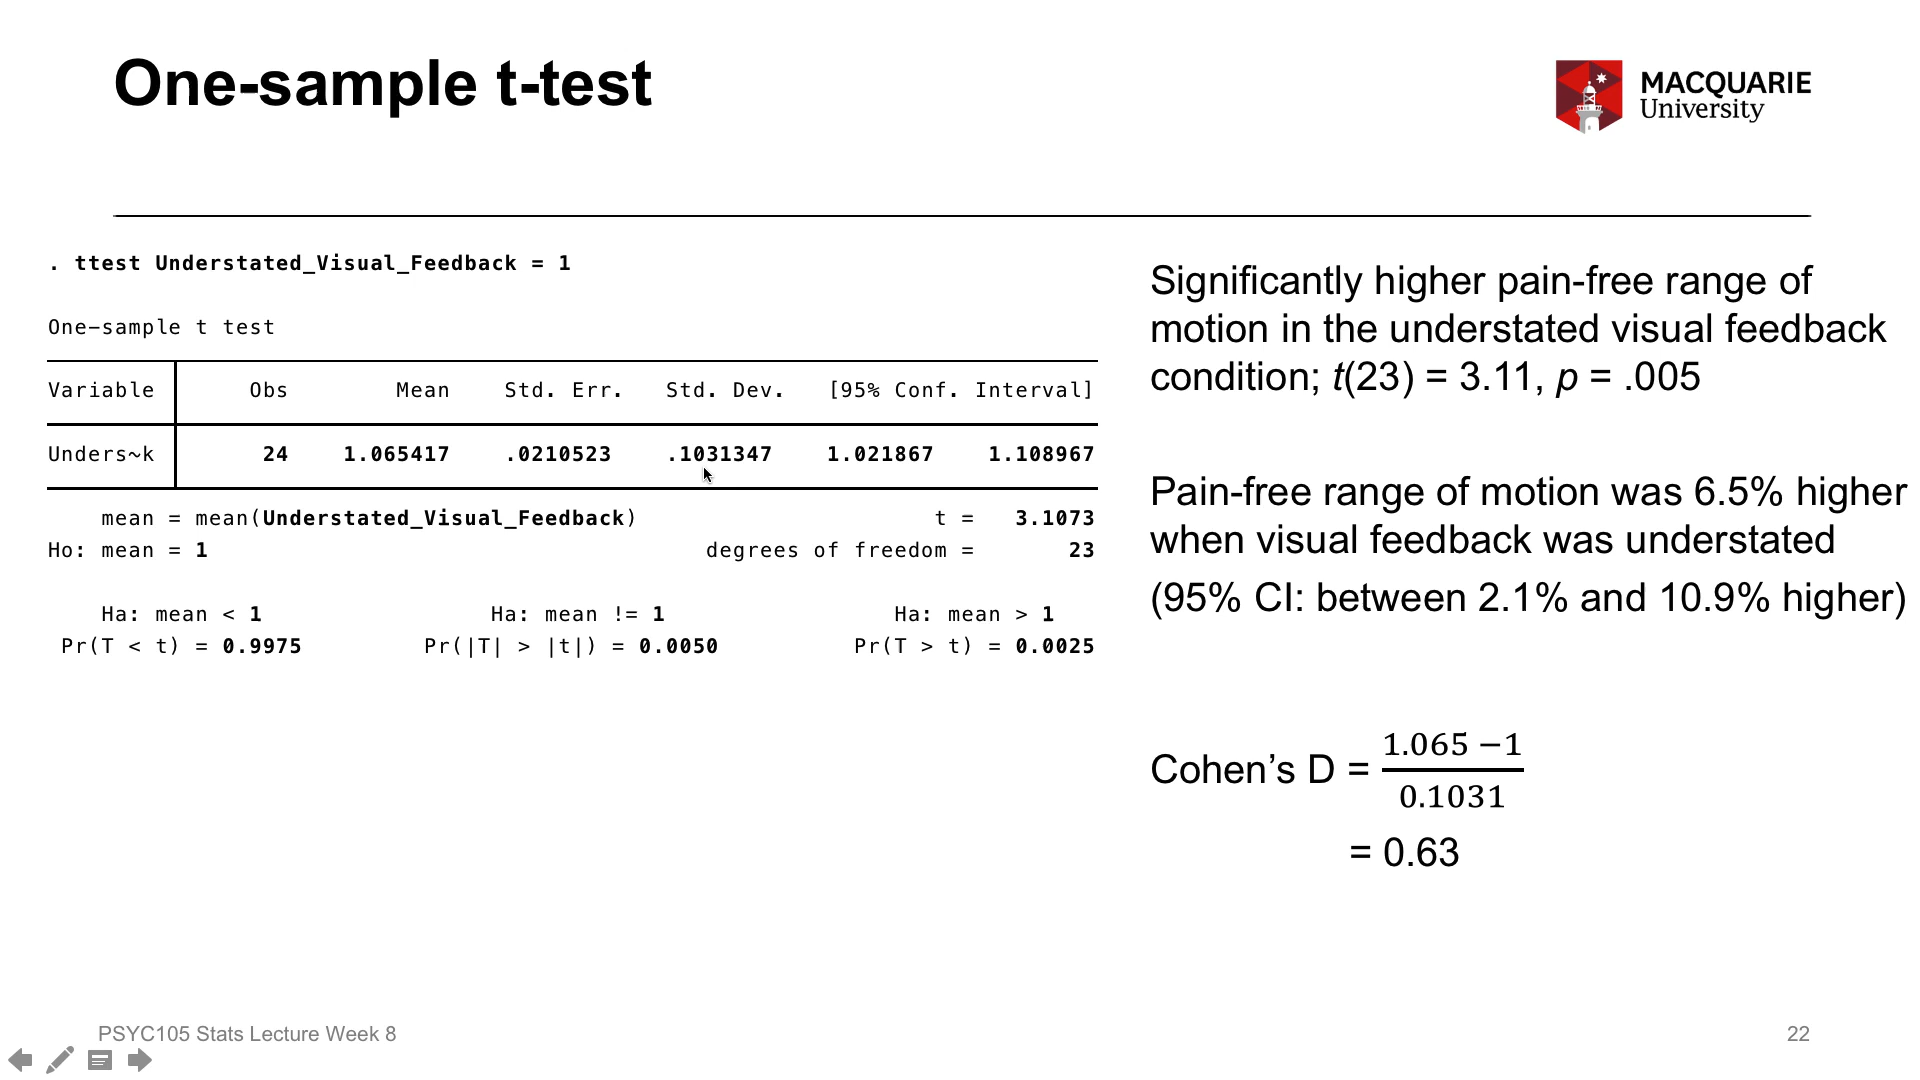 One-sample t-test
MACQUARIE
University
. ttest Understated_Visual_Feedback = 1
One-sample t test
Variable Obs Mean Std. Err. Std. Dev. [95% Conf. Interval]
Unders~k 24 1.065417 .0210523 .1031347 1.021867 1.108967
mean = mean(Understated_Visual_Feedback) t = 3.1073
Ho: mean = 1 degrees of freedom = 23
Ha: mean < 1 Ha: mean != 1 Ha: mean > 1
Pr(T < t) = 0.9975 Pr(|T| > |t|) = 0.0050 Pr(T > t) = 0.0025
Significantly higher pain-free range of
motion in the understated visual feedback
condition; t(23) = 3.11, p = .005
Pain-free range of motion was 6.5% higher
when visual feedback was understated
(95% CI: between 2.1% and 10.9% higher)
Cohen’s D = 1.065 −1
0.1031
= 0.63
PSYC105 Stats Lecture Week 8
22